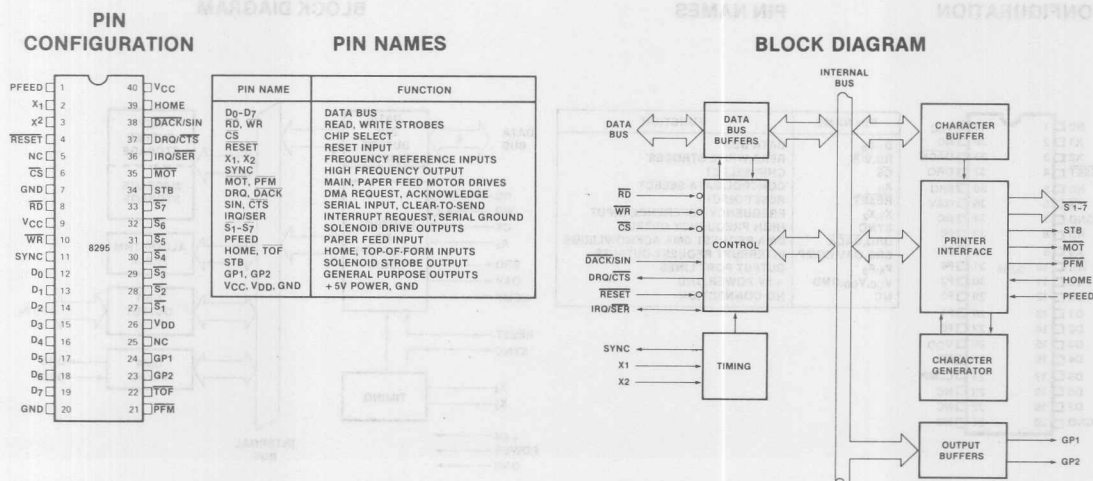 PIN
CONFIGURATION
PFEED 1
X1 2
X2 3
RESET 4
NC 5
CS 6
GND 7
RD 8
VCC 9
WR 10
SYNC 11
D0 12
D1 13
D2 14
D3 15
D4 16
D5 17
D6 18
D7 19
GND 20
8295
40 VCC
39 HOME
38 DACK/SIN
37 DRQ/CTS
36 IRQ/SER
35 MOT
34 STB
33 S7
32 S6
31 S5
30 S4
29 S3
28 S2
27 S1
26 VDD
25 NC
24 GP1
23 GP2
22 TOF
21 PFM
PIN NAMES
PIN NAME FUNCTION
D0-D7 DATA BUS
RD, WR READ, WRITE STROBES
CS CHIP SELECT
RESET RESET INPUT
X1, X2 FREQUENCY REFERENCE INPUTS
SYNC HIGH FREQUENCY OUTPUT
MOT, PFM MAIN, PAPER FEED MOTOR DRIVES
DRQ, DACK DMA REQUEST, ACKNOWLEDGE
SIN, CTS SERIAL INPUT, CLEAR-TO-SEND
IRQ/SER INTERRUPT REQUEST, SERIAL GROUND
S1-S7 SOLENOID DRIVE OUTPUTS
PFEED PAPER FEED INPUT
HOME, TOF HOME, TOP-OF-FORM INPUTS
STB SOLENOID STROBE OUTPUT
GP1, GP2 GENERAL PURPOSE OUTPUTS
VCC, VDD, GND +5V POWER, GND
BLOCK DIAGRAM
INTERNAL
BUS
DATA
BUS
DATA
BUS
BUFFERS
CHARACTER
BUFFER
RD
WR
CS
DACK/SIN
DRQ/CTS
RESET
IRQ/SER
CONTROL
PRINTER
INTERFACE
S1-7
STB
MOT
PFM
HOME
PFEED
SYNC
X1
X2
TIMING
CHARACTER
GENERATOR
OUTPUT
BUFFERS
GP1
GP2